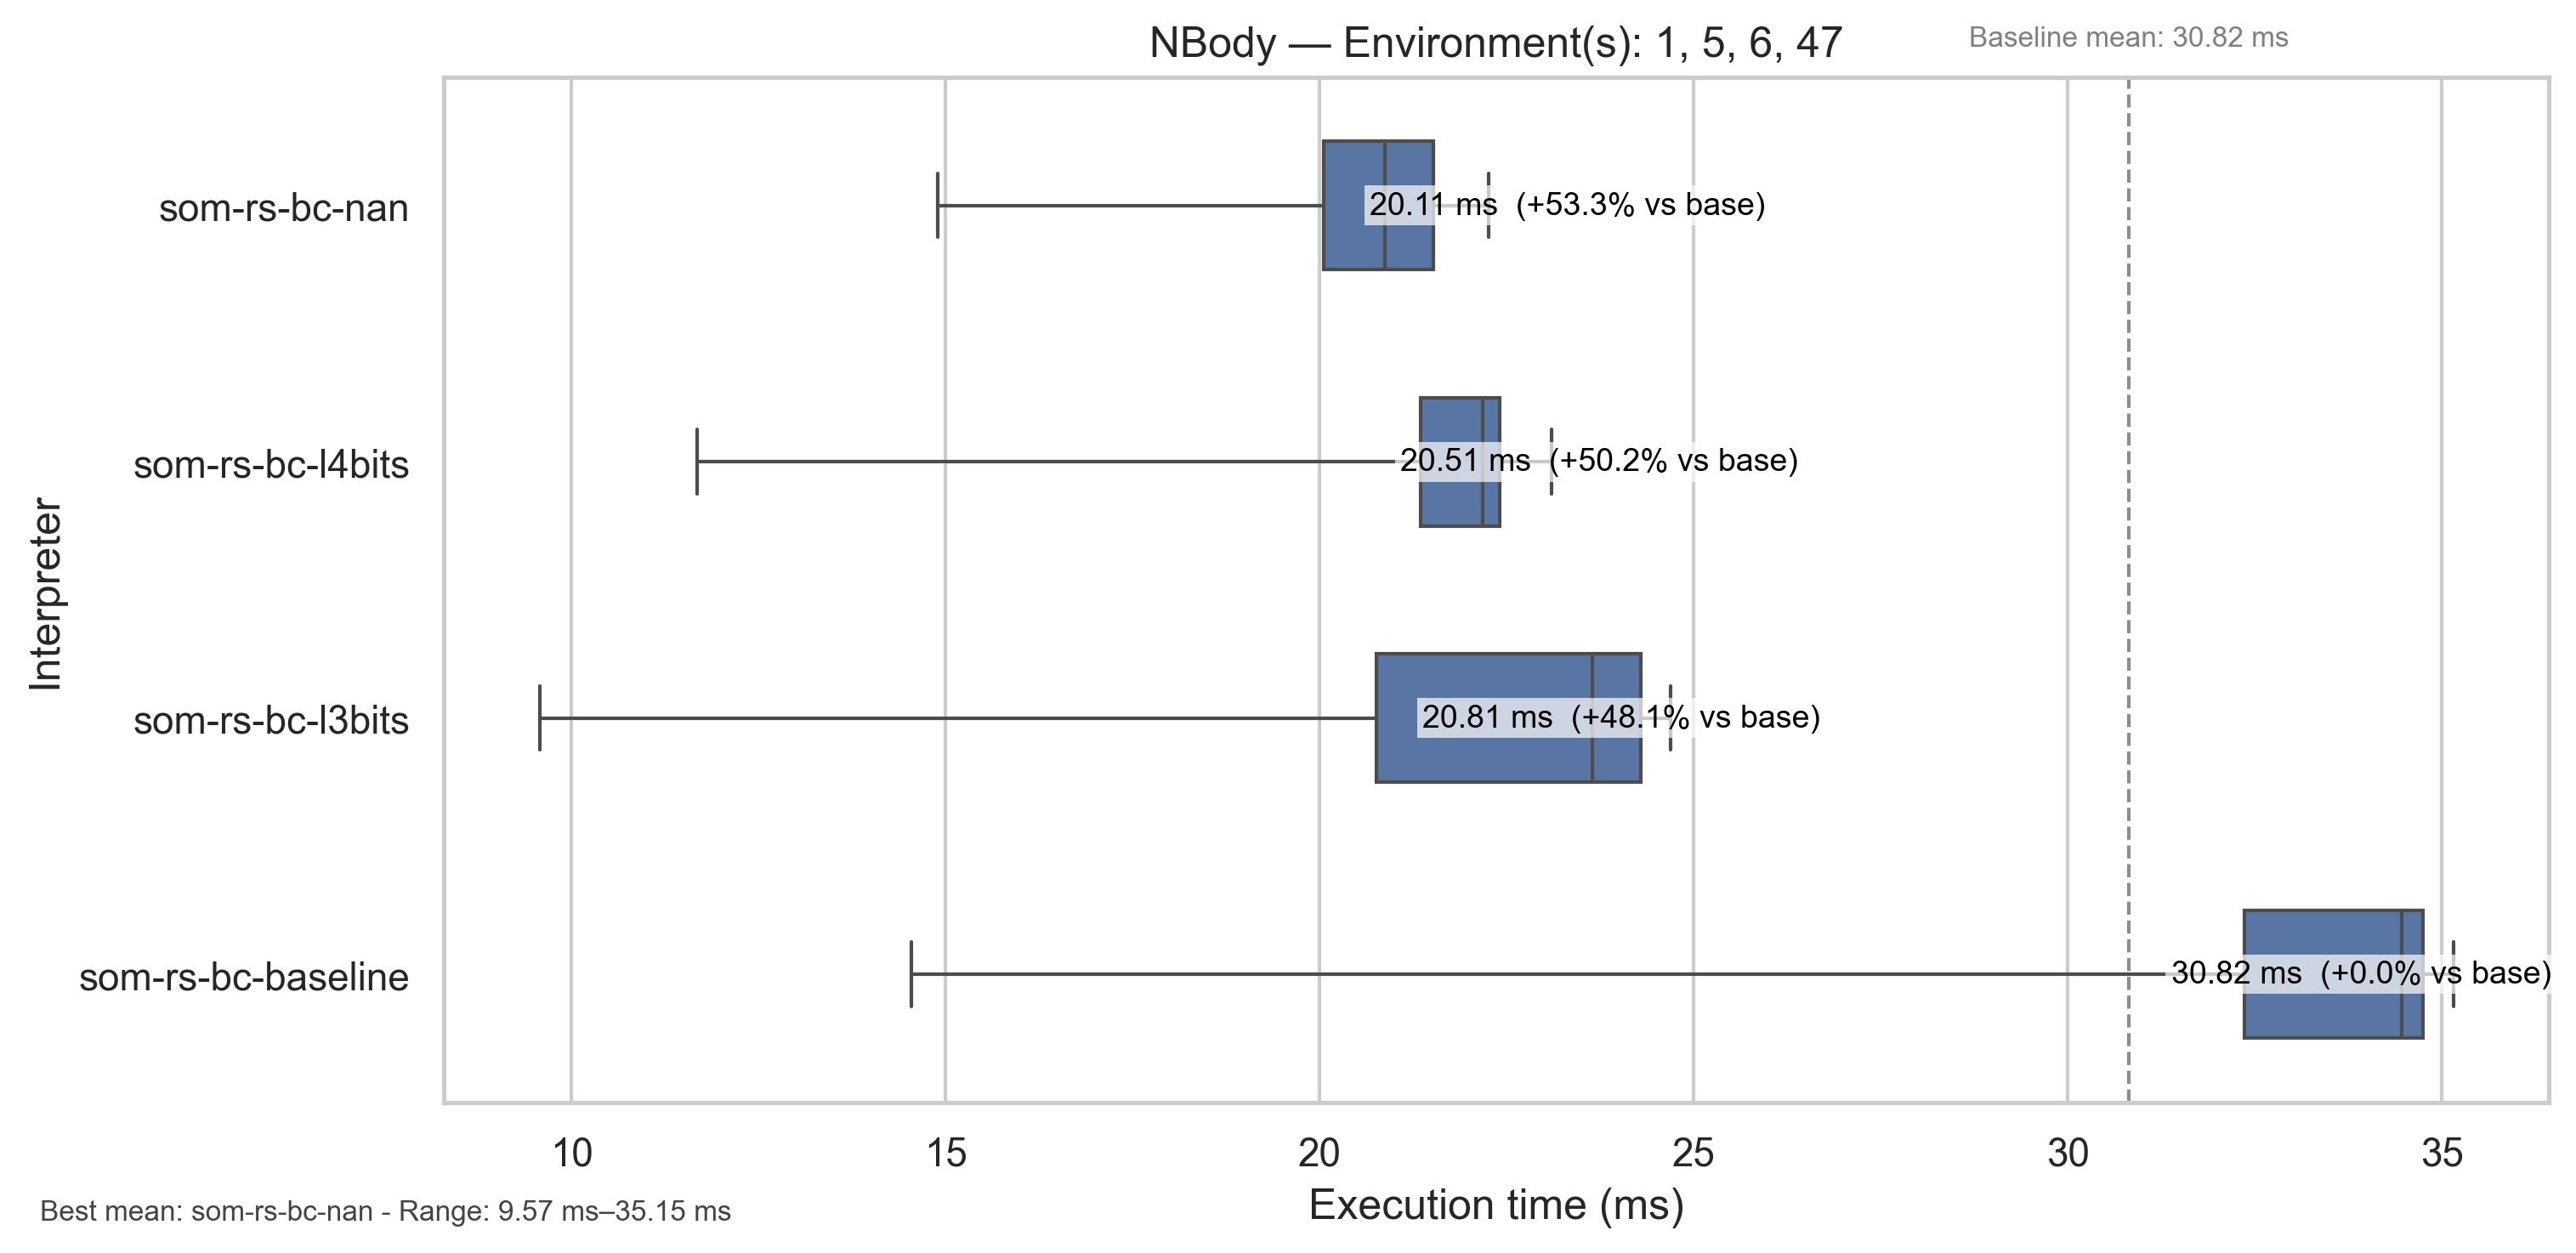 NBody — Environment(s): 1, 5, 6, 47
Baseline mean: 30.82 ms
Interpreter
som-rs-bc-nan
20.11 ms (+53.3% vs base)
som-rs-bc-l4bits
20.51 ms (+50.2% vs base)
som-rs-bc-l3bits
20.81 ms (+48.1% vs base)
som-rs-bc-baseline
30.82 ms (+0.0% vs base)
10 15 20 25 30 35
Execution time (ms)
Best mean: som-rs-bc-nan - Range: 9.57 ms–35.15 ms